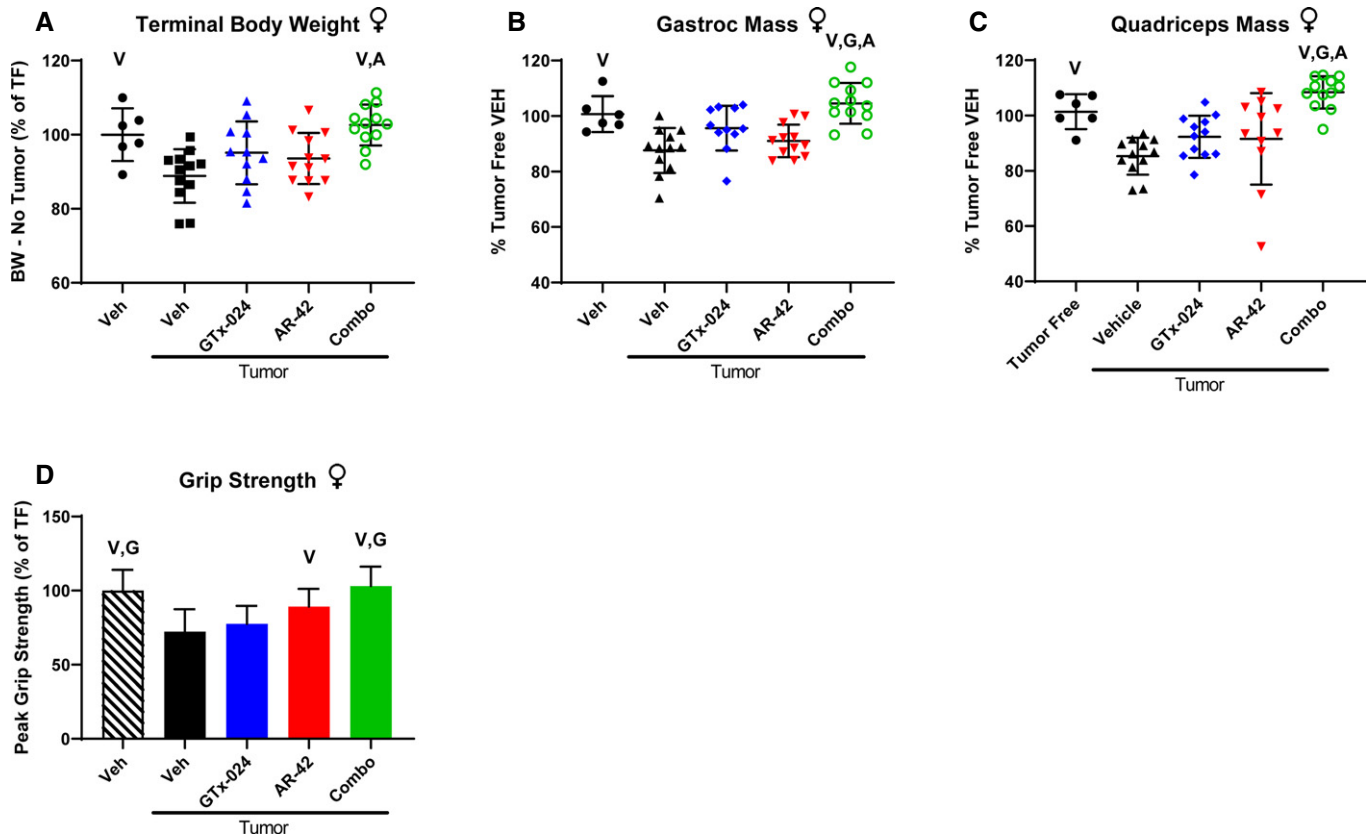 A
Terminal Body Weight ♀
BW - No Tumor (% of TF)
120
100
80
60
V
V,A
Veh
Veh
GTx-024
AR-42
Combo
Tumor
B
Gastroc Mass ♀
% Tumor Free VEH
120
100
80
60
40
V
V,G,A
Veh
Veh
GTx-024
AR-42
Combo
Tumor
C
Quadriceps Mass ♀
% Tumor Free VEH
120
100
80
60
40
V
V,G,A
Tumor Free
Vehicle
GTx-024
AR-42
Combo
Tumor
D
Grip Strength ♀
Peak Grip Strength (% of TF)
150
100
50
0
V,G
V
V,G
Veh
Veh
GTx-024
AR-42
Combo
Tumor